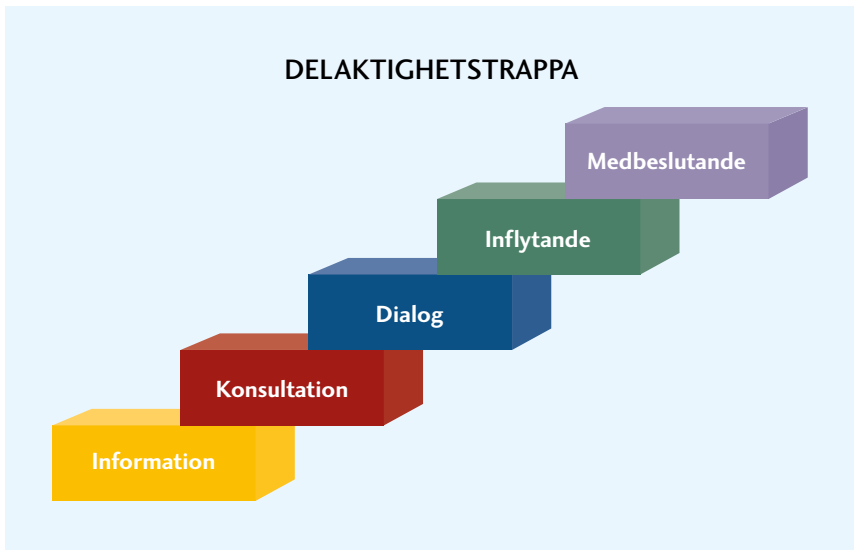 DELAKTIGHETSTRAPPA
Medbeslutande
Inflytande
Dialog
Konsultation
Information